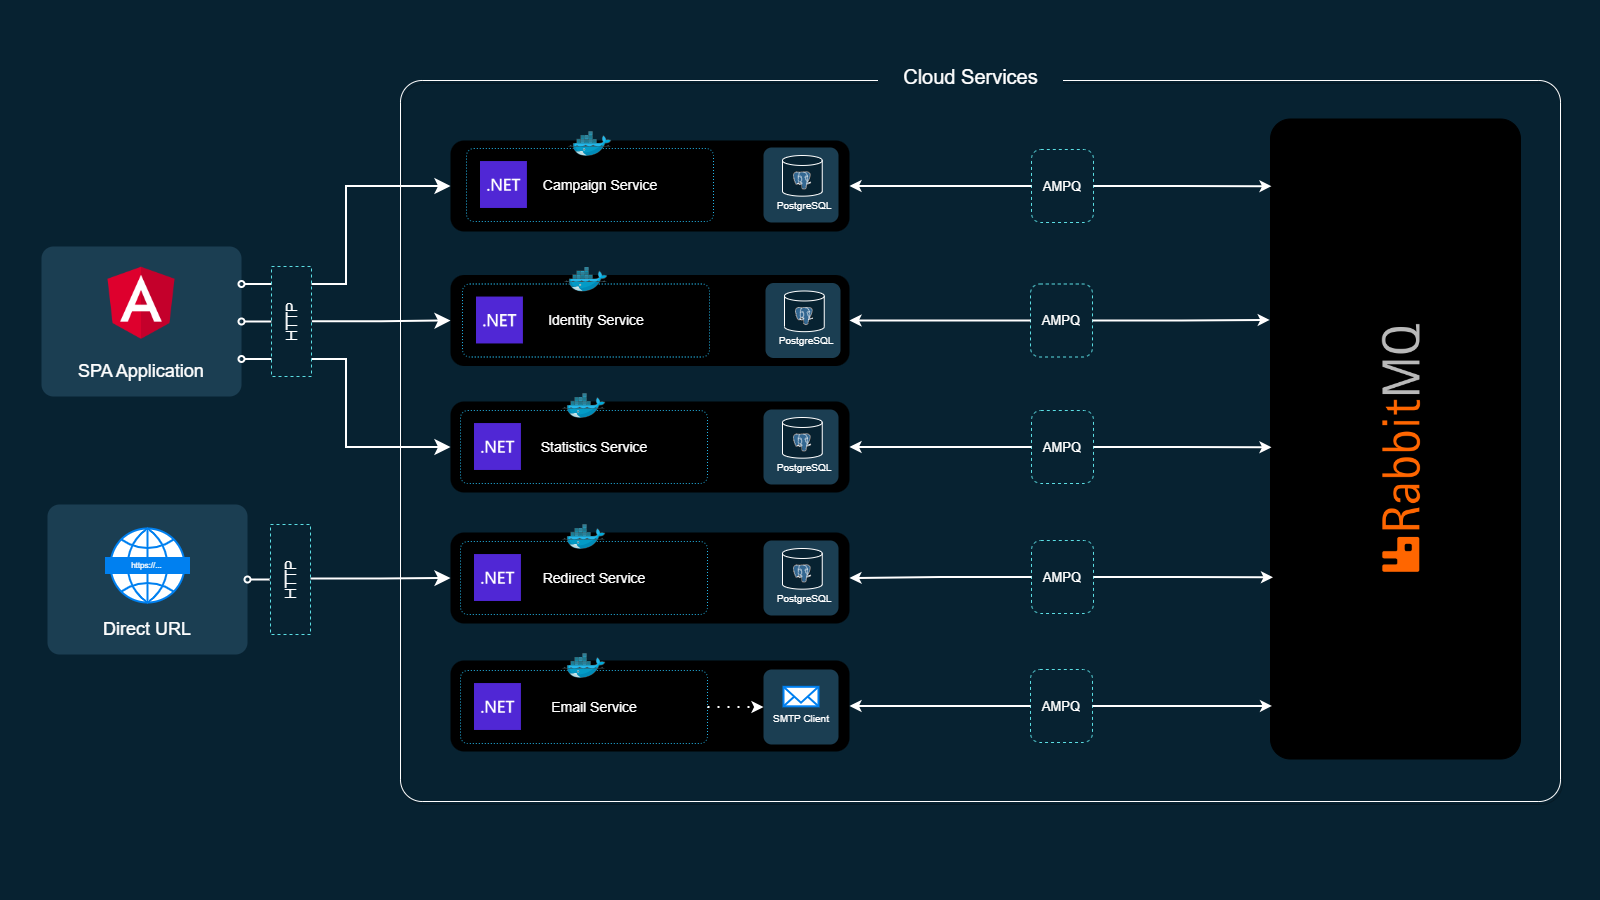 Cloud Services
.NET
Campaign Service
PostgreSQL
AMPQ
SPA Application
HTTP
.NET
Identity Service
PostgreSQL
AMPQ
.NET
Statistics Service
PostgreSQL
AMPQ
RabbitMQ
https://...
Direct URL
HTTP
.NET
Redirect Service
PostgreSQL
AMPQ
.NET
Email Service
SMTP Client
AMPQ